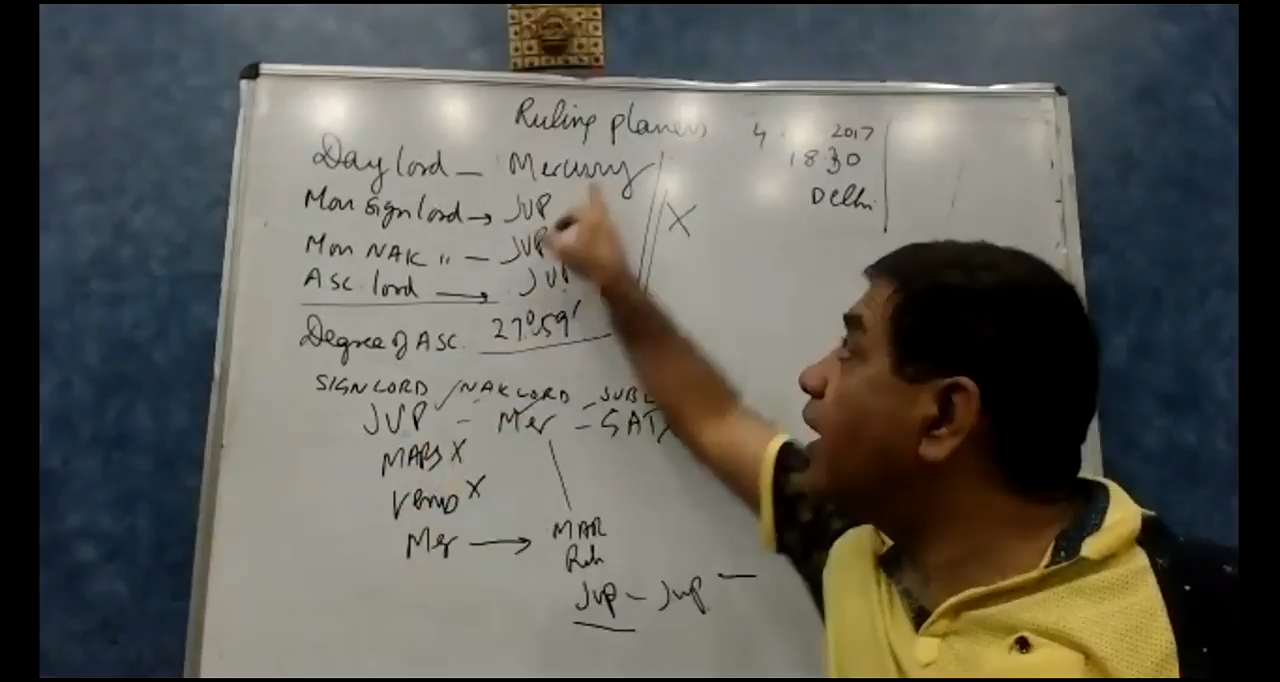 Ruling planets
4 2017
1830
Delhi
Day lord - Mercury
Mon Sign lord → JUP
X
Mon NAK " - JUP
Asc. lord → JUP
Degree of ASC. 27°59'
SIGN LORD / NAK LORD - SUBL
JUP - Mer - SAT
MARS X
Venus X
Mer → MAR
Rah
Jup - Jup -